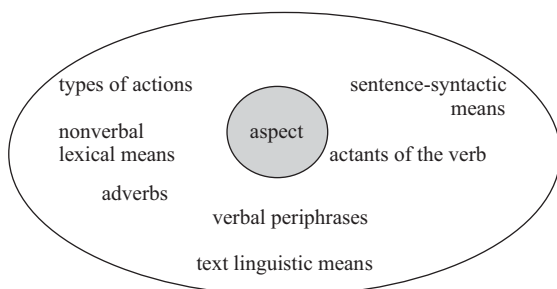 types of actions
sentence-syntactic
means
nonverbal
lexical means
aspect
actants of the verb
adverbs
verbal periphrases
text linguistic means